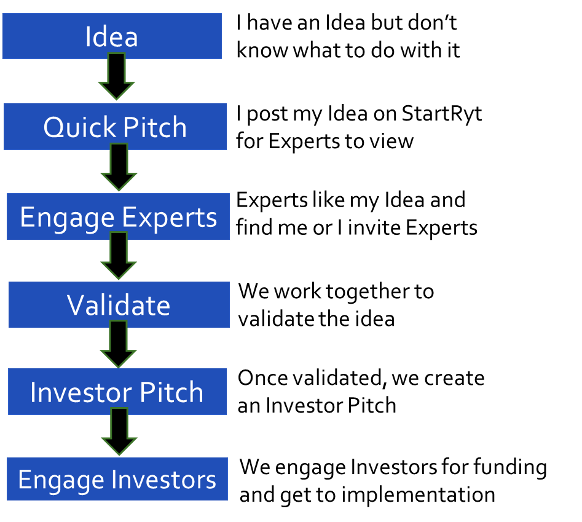 Idea
I have an Idea but don’t
know what to do with it
Quick Pitch
I post my Idea on StartRyt
for Experts to view
Engage Experts
Experts like my Idea and
find me or I invite Experts
Validate
We work together to
validate the idea
Investor Pitch
Once validated, we create
an Investor Pitch
Engage Investors
We engage Investors for funding
and get to implementation